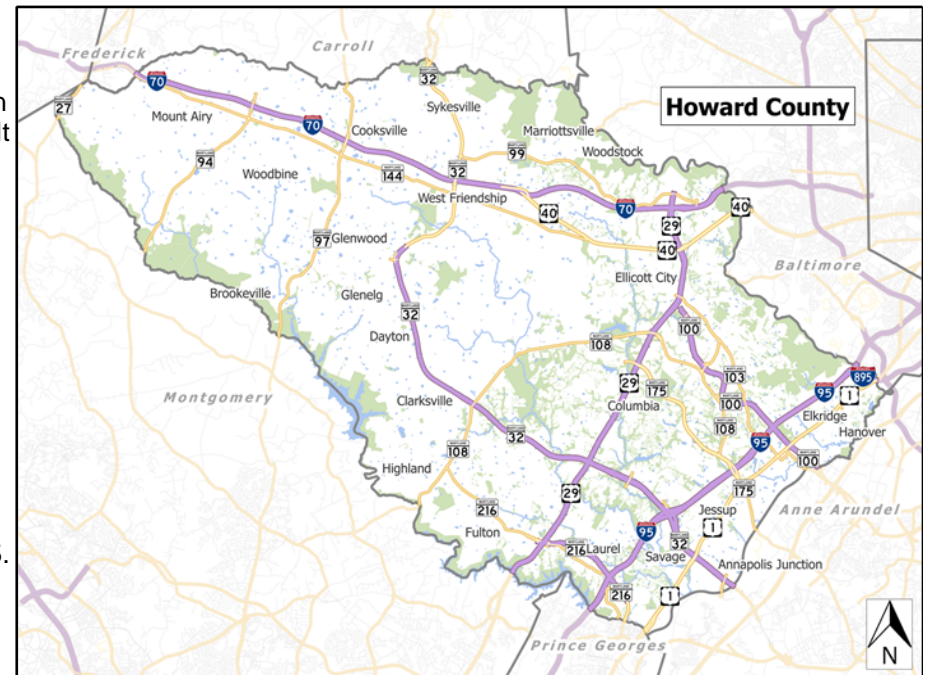 Frederick
Carroll
70
32
27
n
lt
Mount Airy
70
Cooksville
Sykesville
Howard County
94
Marriottsville
99
Woodstock
Woodbine
144
32
West Friendship
40
70
40
29
97
Glenwood
40
Ellicott City
Baltimore
Brookeville
Glenelg
32
Dayton
100
108
103
895
Montgomery
29
175
95
1
Clarksville
Columbia
100
Elkridge
108
Hanover
32
95
108
100
Highland
29
175
216
Jessup
Anne Arundel
1
Fulton
95
32
216
Laurel
Savage
Annapolis Junction
s.
216
1
Prince Georges
N